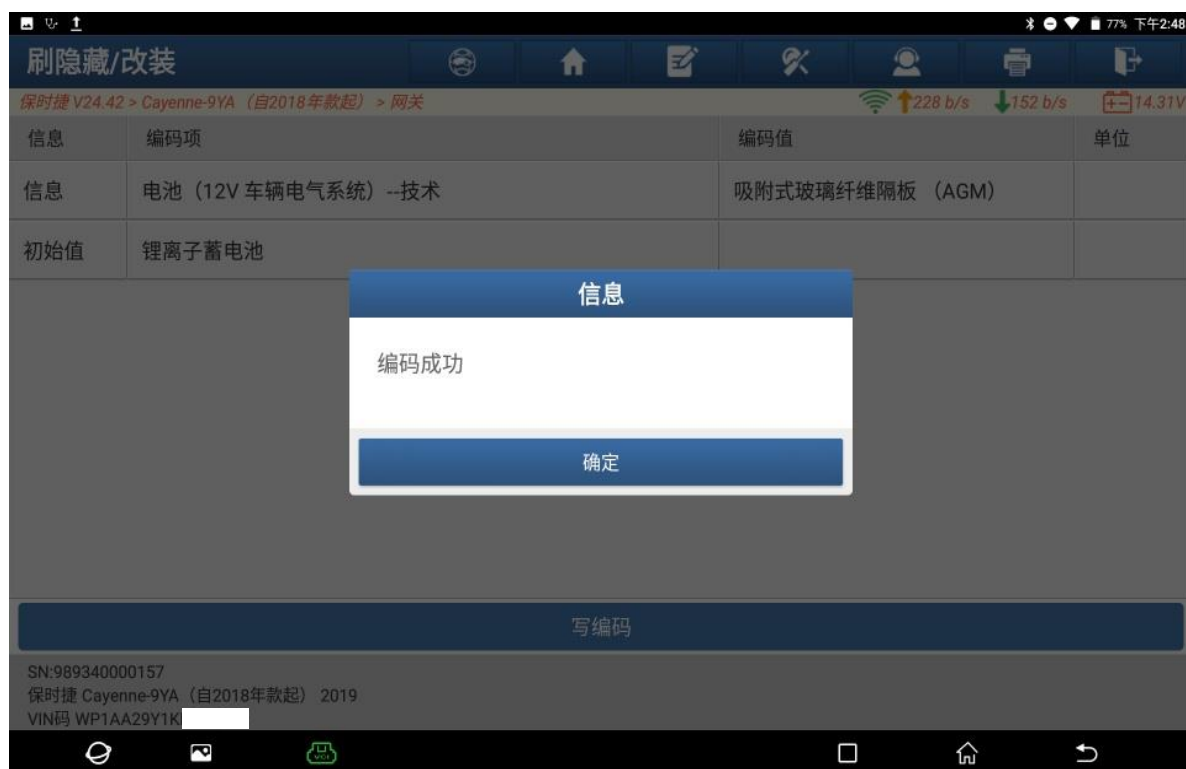 77% 下午2:48
刷隐藏/改装
保时捷 V24.42 > Cayenne-9YA（自2018年款起）> 网关 228 b/s 152 b/s 14.31V
信息 编码项 编码值 单位
信息 电池（12V 车辆电气系统）--技术 吸附式玻璃纤维隔板 （AGM）
初始值 锂离子蓄电池
信息
编码成功
确定
写编码
SN:989340000157
保时捷 Cayenne-9YA（自2018年款起） 2019
VIN码 WP1AA29Y1K
VCI